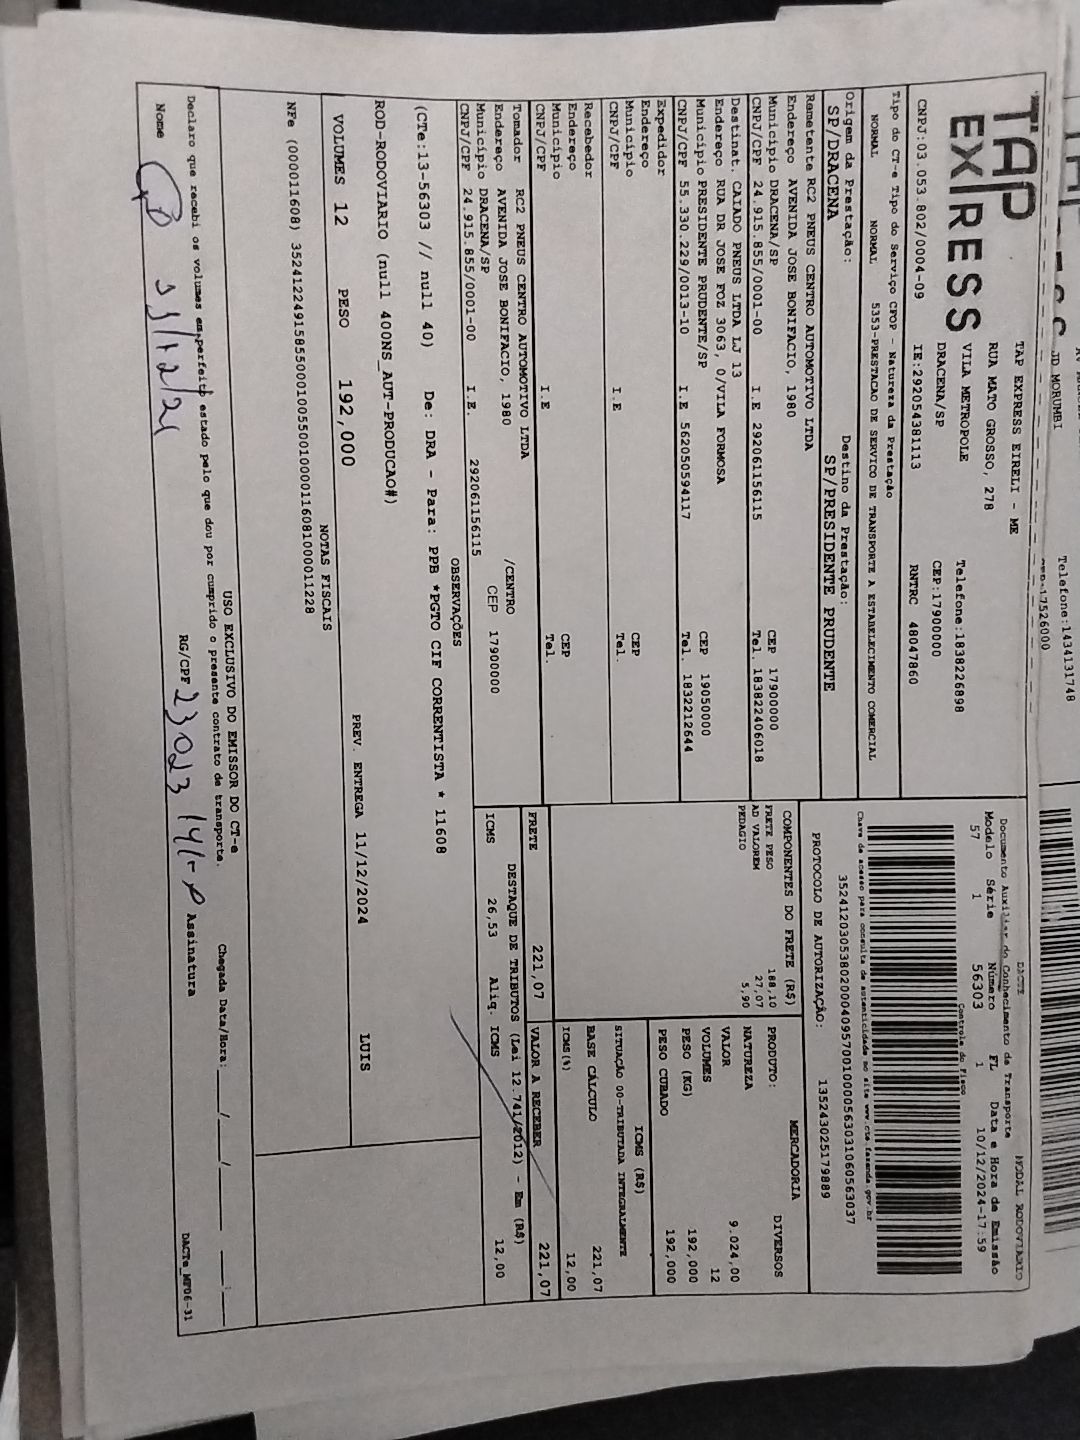 Telefone:1434131748
JD MORUMBI
TAP EXPRESS
TAP EXPRESS EIRELI - ME
RUA MATO GROSSO, 278
VILA METROPOLE
Telefone:1838226898
DRACENA/SP
CEP:17900000
CNPJ:03.053.802/0004-09 IE:292054381113 RNTRC 48047860
DACTE MODAL RODOVIARIO
Documento Auxiliar do Conhecimento de Transporte
Modelo Série Número FL Data e Hora de Emissão
57 1 56303 1 10/12/2024-17:59
Controle do Fisco
Chave de acesso para consulta de autenticidade no site www.cte.fazenda.gov.br
35241203053802000409570010000563031060563037
PROTOCOLO DE AUTORIZAÇÃO: 135243025179889
Tipo do CT-e Tipo do Serviço CFOP - Natureza da Prestação
NORMAL NORMAL 5353-PRESTACAO DE SERVICO DE TRANSPORTE A ESTABELECIMENTO COMERCIAL
Origem da Prestação: Destino da Prestação:
SP/DRACENA SP/PRESIDENTE PRUDENTE
Remetente RC2 PNEUS CENTRO AUTOMOTIVO LTDA
Endereço AVENIDA JOSE BONIFACIO, 1980
Município DRACENA/SP CEP 17900000
CNPJ/CPF 24.915.855/0001-00 I.E 292061156115 Tel. 183822406018
Destinat. CAIADO PNEUS LTDA LJ 13
Endereço RUA DR JOSE FOZ 3063, 0/VILA FORMOSA
Município PRESIDENTE PRUDENTE/SP CEP 19050000
CNPJ/CPF 55.330.229/0013-10 I.E 562050594117 Tel. 1832212644
Expedidor
Endereço
Município CEP
CNPJ/CPF I.E Tel.
Recebedor
Endereço
Município CEP
CNPJ/CPF I.E Tel.
Tomador RC2 PNEUS CENTRO AUTOMOTIVO LTDA
Endereço AVENIDA JOSE BONIFACIO, 1980 /CENTRO
Município DRACENA/SP CEP 17900000
CNPJ/CPF 24.915.855/0001-00 I.E. 292061156115
COMPONENTES DO FRETE (R$)
FRETE PESO 188,10
AD VALOREM 27,07
PEDAGIO 5,90
MERCADORIA
PRODUTO: DIVERSOS
NATUREZA
VALOR 9.024,00
VOLUMES 12
PESO (KG) 192,000
PESO CUBADO 192,000
ICMS (R$)
SITUAÇÃO 00-TRIBUTADA INTEGRALMENTE
BASE CÁLCULO 221,07
ICMS(%) 12,00
FRETE 221,07 VALOR A RECEBER 221,07
DESTAQUE DE TRIBUTOS (Lei 12.741/2012) - Em (R$)
ICMS 26,53 Aliq. ICMS 12,00
OBSERVAÇÕES
(CTe:13-56303 // null 40) De: DRA - Para: PPB *PGTO CIF CORRENTISTA * 11608
ROD-RODOVIARIO (null 400NS_AUT-PRODUCAO#)
LUIS
VOLUMES 12 PESO 192,000 PREV. ENTREGA 11/12/2024
NOTAS FISCAIS
NFe (000011608) 35241224915855000100550010000116081000011228
USO EXCLUSIVO DO EMISSOR DO CT-e
Declaro que recebi os volumes em perfeito estado pelo que dou por cumprido o presente contrato de transporte. Chegada Data/Hora: ___/___/_____ ___:___
Nome RG/CPF Assinatura
DACTe_MF06-31